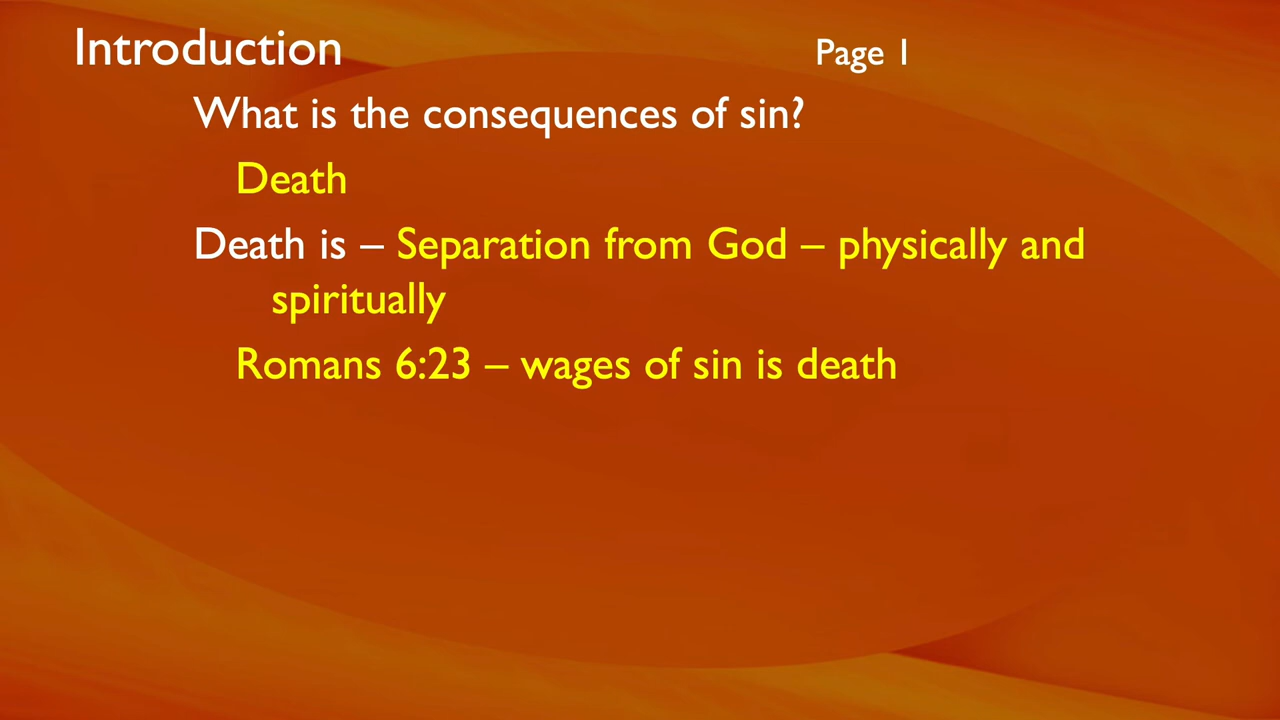 Introduction Page 1
What is the consequences of sin?
Death
Death is – Separation from God – physically and
spiritually
Romans 6:23 – wages of sin is death